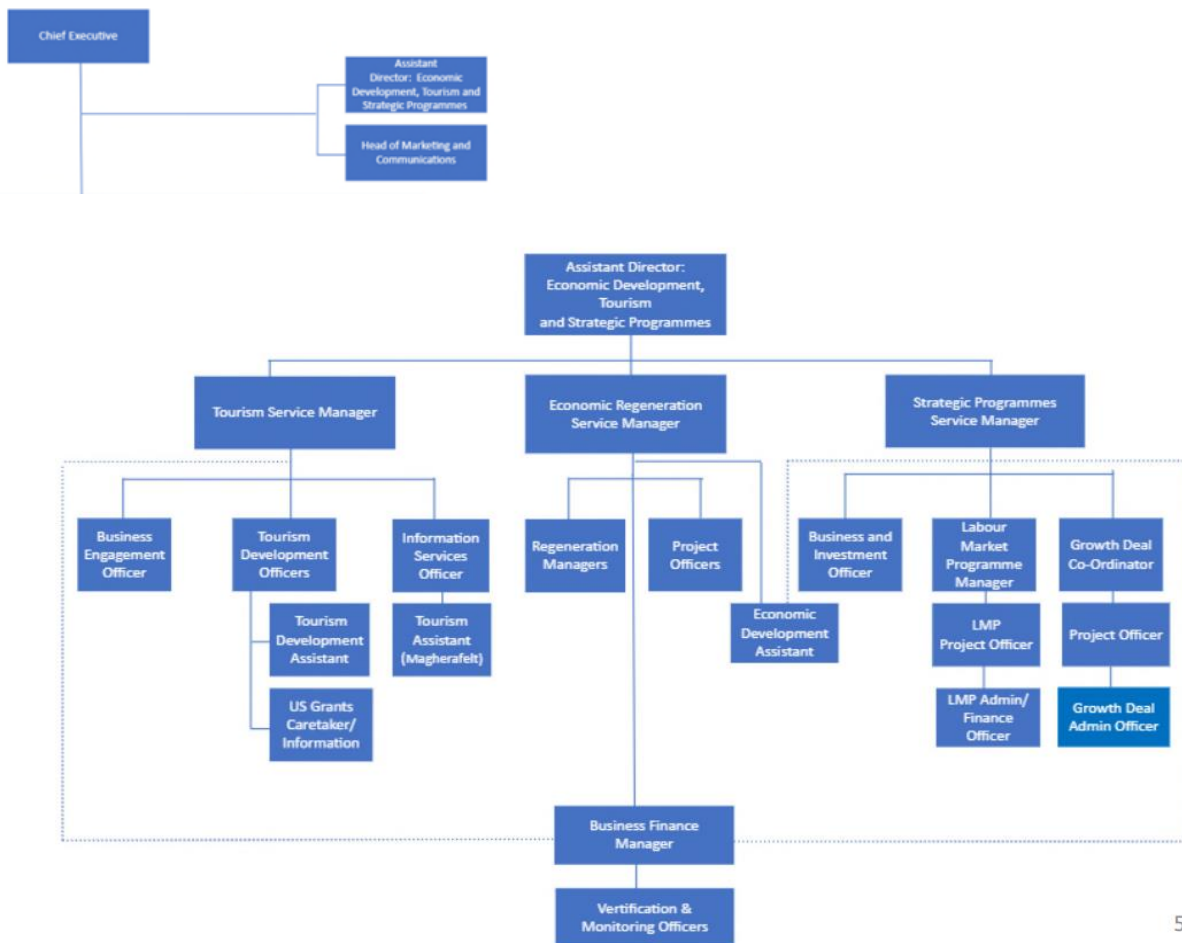 Chief Executive
Assistant
Director: Economic
Development, Tourism and
Strategic Programmes
Head of Marketing and
Communications
Assistant Director:
Economic Development,
Tourism
and Strategic Programmes
Tourism Service Manager
Economic Regeneration
Service Manager
Strategic Programmes
Service Manager
Business
Engagement
Officer
Tourism
Development
Officers
Information
Services
Officer
Regeneration
Managers
Project
Officers
Business and
Investment
Officer
Labour
Market
Programme
Manager
Growth Deal
Co-Ordinator
Tourism
Development
Assistant
Tourism
Assistant
(Magherafelt)
Economic
Development
Assistant
LMP
Project Officer
Project Officer
US Grants
Caretaker/
Information
LMP Admin/
Finance
Officer
Growth Deal
Admin Officer
Business Finance
Manager
Vertification &
Monitoring Officers
5